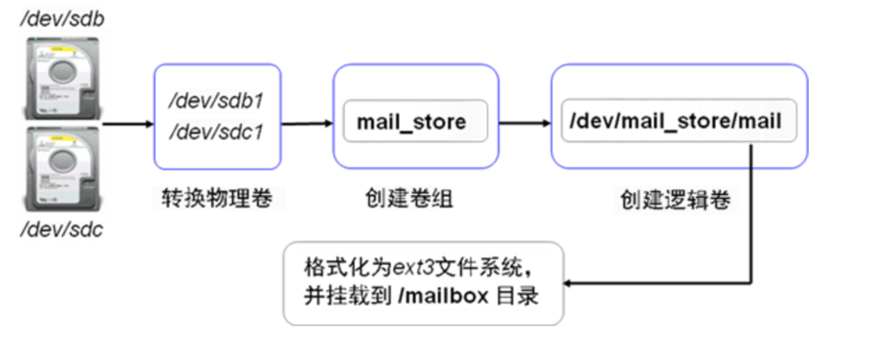 /dev/sdb
/dev/sdc
/dev/sdb1
/dev/sdc1
转换物理卷
mail_store
创建卷组
/dev/mail_store/mail
创建逻辑卷
格式化为ext3文件系统，
并挂载到 /mailbox 目录